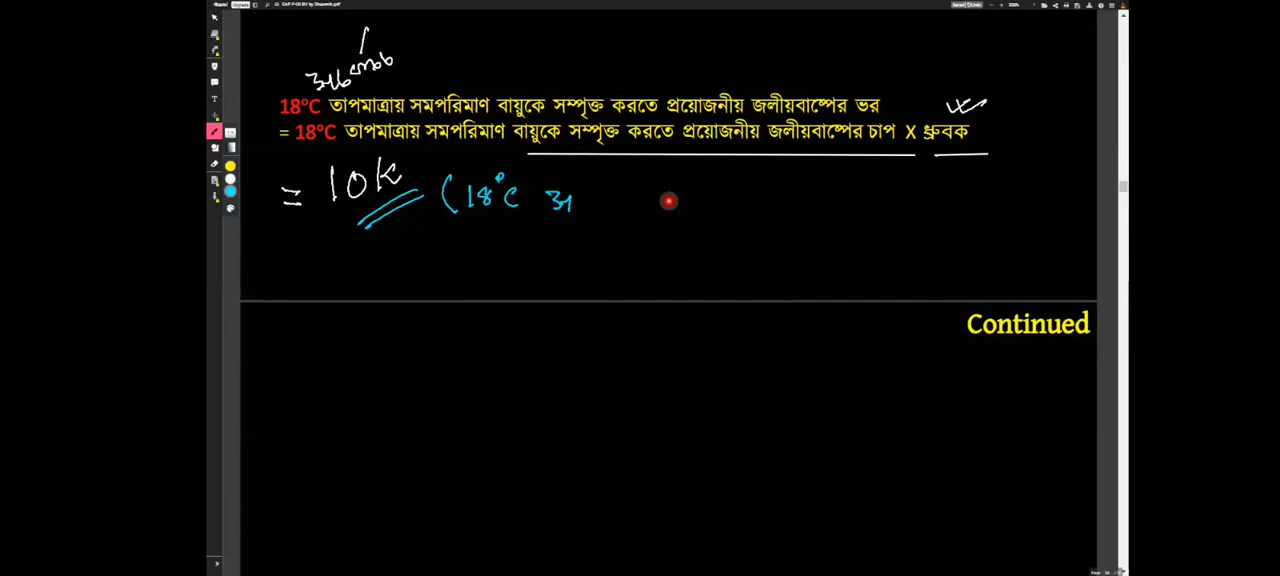 18°C তাপমাত্রায় সমপরিমাণ বায়ুকে সম্পৃক্ত করতে প্রয়োজনীয় জলীয়বাষ্পের ভর
= 18°C তাপমাত্রায় সমপরিমাণ বায়ুকে সম্পৃক্ত করতে প্রয়োজনীয় জলীয়বাষ্পের চাপ X ধ্রুবক
= 10K (18°C অ
Continued